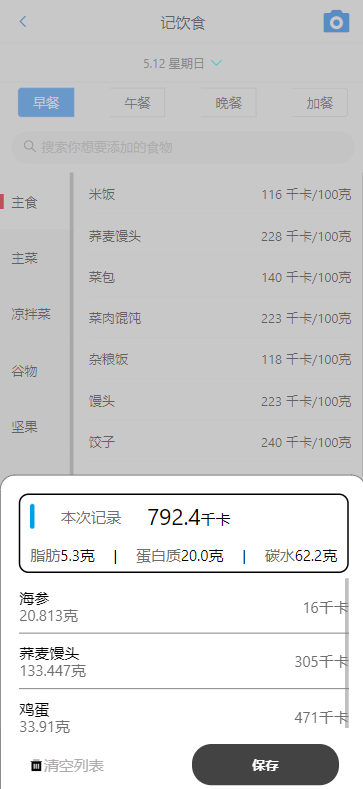 记饮食
5.12 星期日
早餐 午餐 晚餐 加餐
搜索你想要添加的食物
主食
主菜
凉拌菜
谷物
坚果
米饭 116 千卡/100克
荞麦馒头 228 千卡/100克
菜包 140 千卡/100克
菜肉馄饨 223 千卡/100克
杂粮饭 118 千卡/100克
馒头 223 千卡/100克
饺子 240 千卡/100克
本次记录 792.4千卡
脂肪5.3克 | 蛋白质20.0克 | 碳水62.2克
海参 16千卡
20.813克
荞麦馒头 305千卡
133.447克
鸡蛋 471千卡
33.91克
清空列表 保存